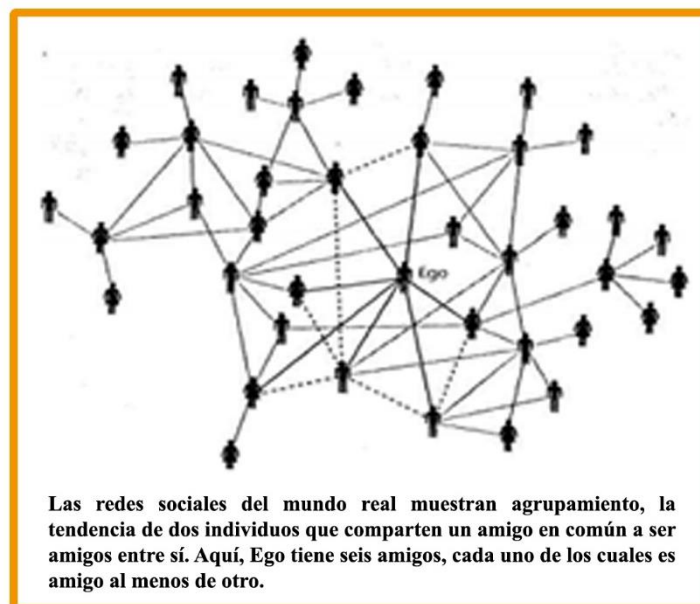 Ego
Las redes sociales del mundo real muestran agrupamiento, la
tendencia de dos individuos que comparten un amigo en común a ser
amigos entre sí. Aquí, Ego tiene seis amigos, cada uno de los cuales es
amigo al menos de otro.